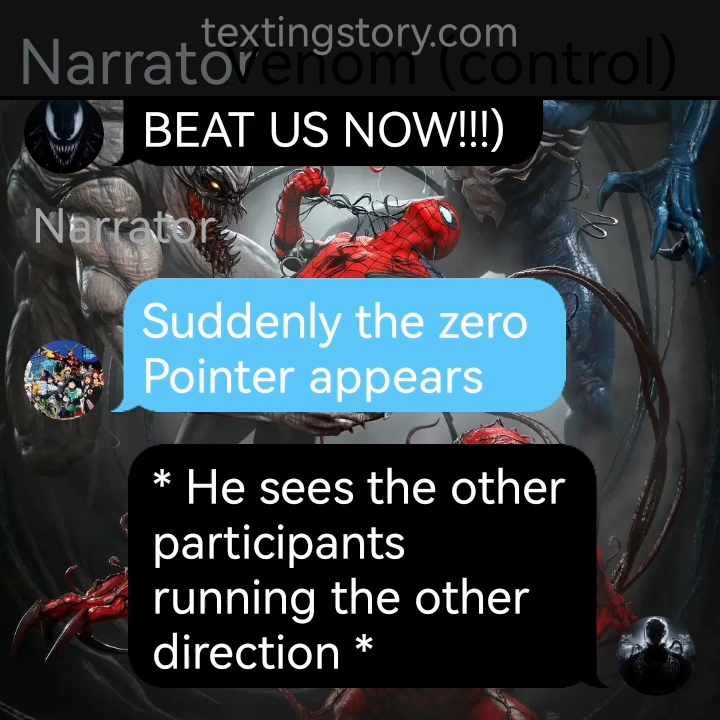 textingstory.com
Narrator Venom (control)
BEAT US NOW!!!)
Narrator
Suddenly the zero
Pointer appears
* He sees the other
participants
running the other
direction *